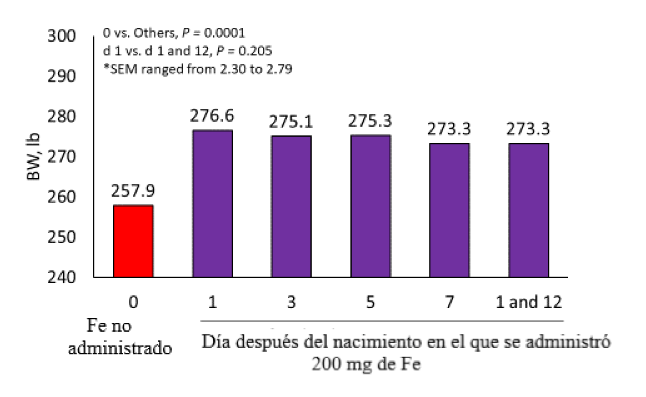 0 vs. Others, P = 0.0001
d 1 vs. d 1 and 12, P = 0.205
*SEM ranged from 2.30 to 2.79
300
290
280
270
260
250
240
BW, lb
257.9
276.6
275.1
275.3
273.3
273.3
0
1
3
5
7
1 and 12
Fe no
administrado
Día después del nacimiento en el que se administró
200 mg de Fe